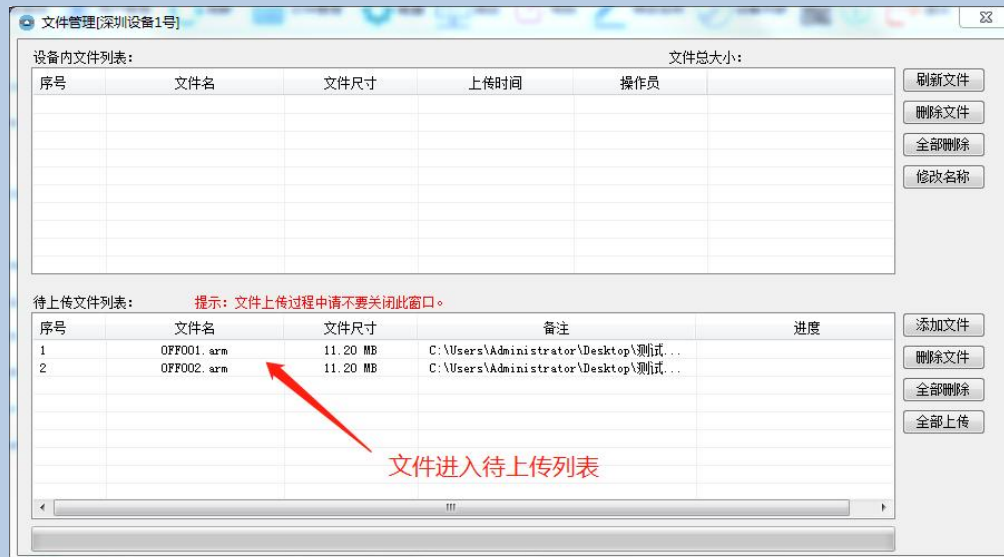 文件管理[深圳设备1号]
设备内文件列表: 文件总大小:
序号 文件名 文件尺寸 上传时间 操作员
刷新文件
删除文件
全部删除
修改名称
待上传文件列表: 提示: 文件上传过程中请不要关闭此窗口。
序号 文件名 文件尺寸 备注 进度
1 OFF001.arm 11.20 MB C:\Users\Administrator\Desktop\测试...
2 OFF002.arm 11.20 MB C:\Users\Administrator\Desktop\测试...
添加文件
删除文件
全部删除
全部上传
文件进入待上传列表